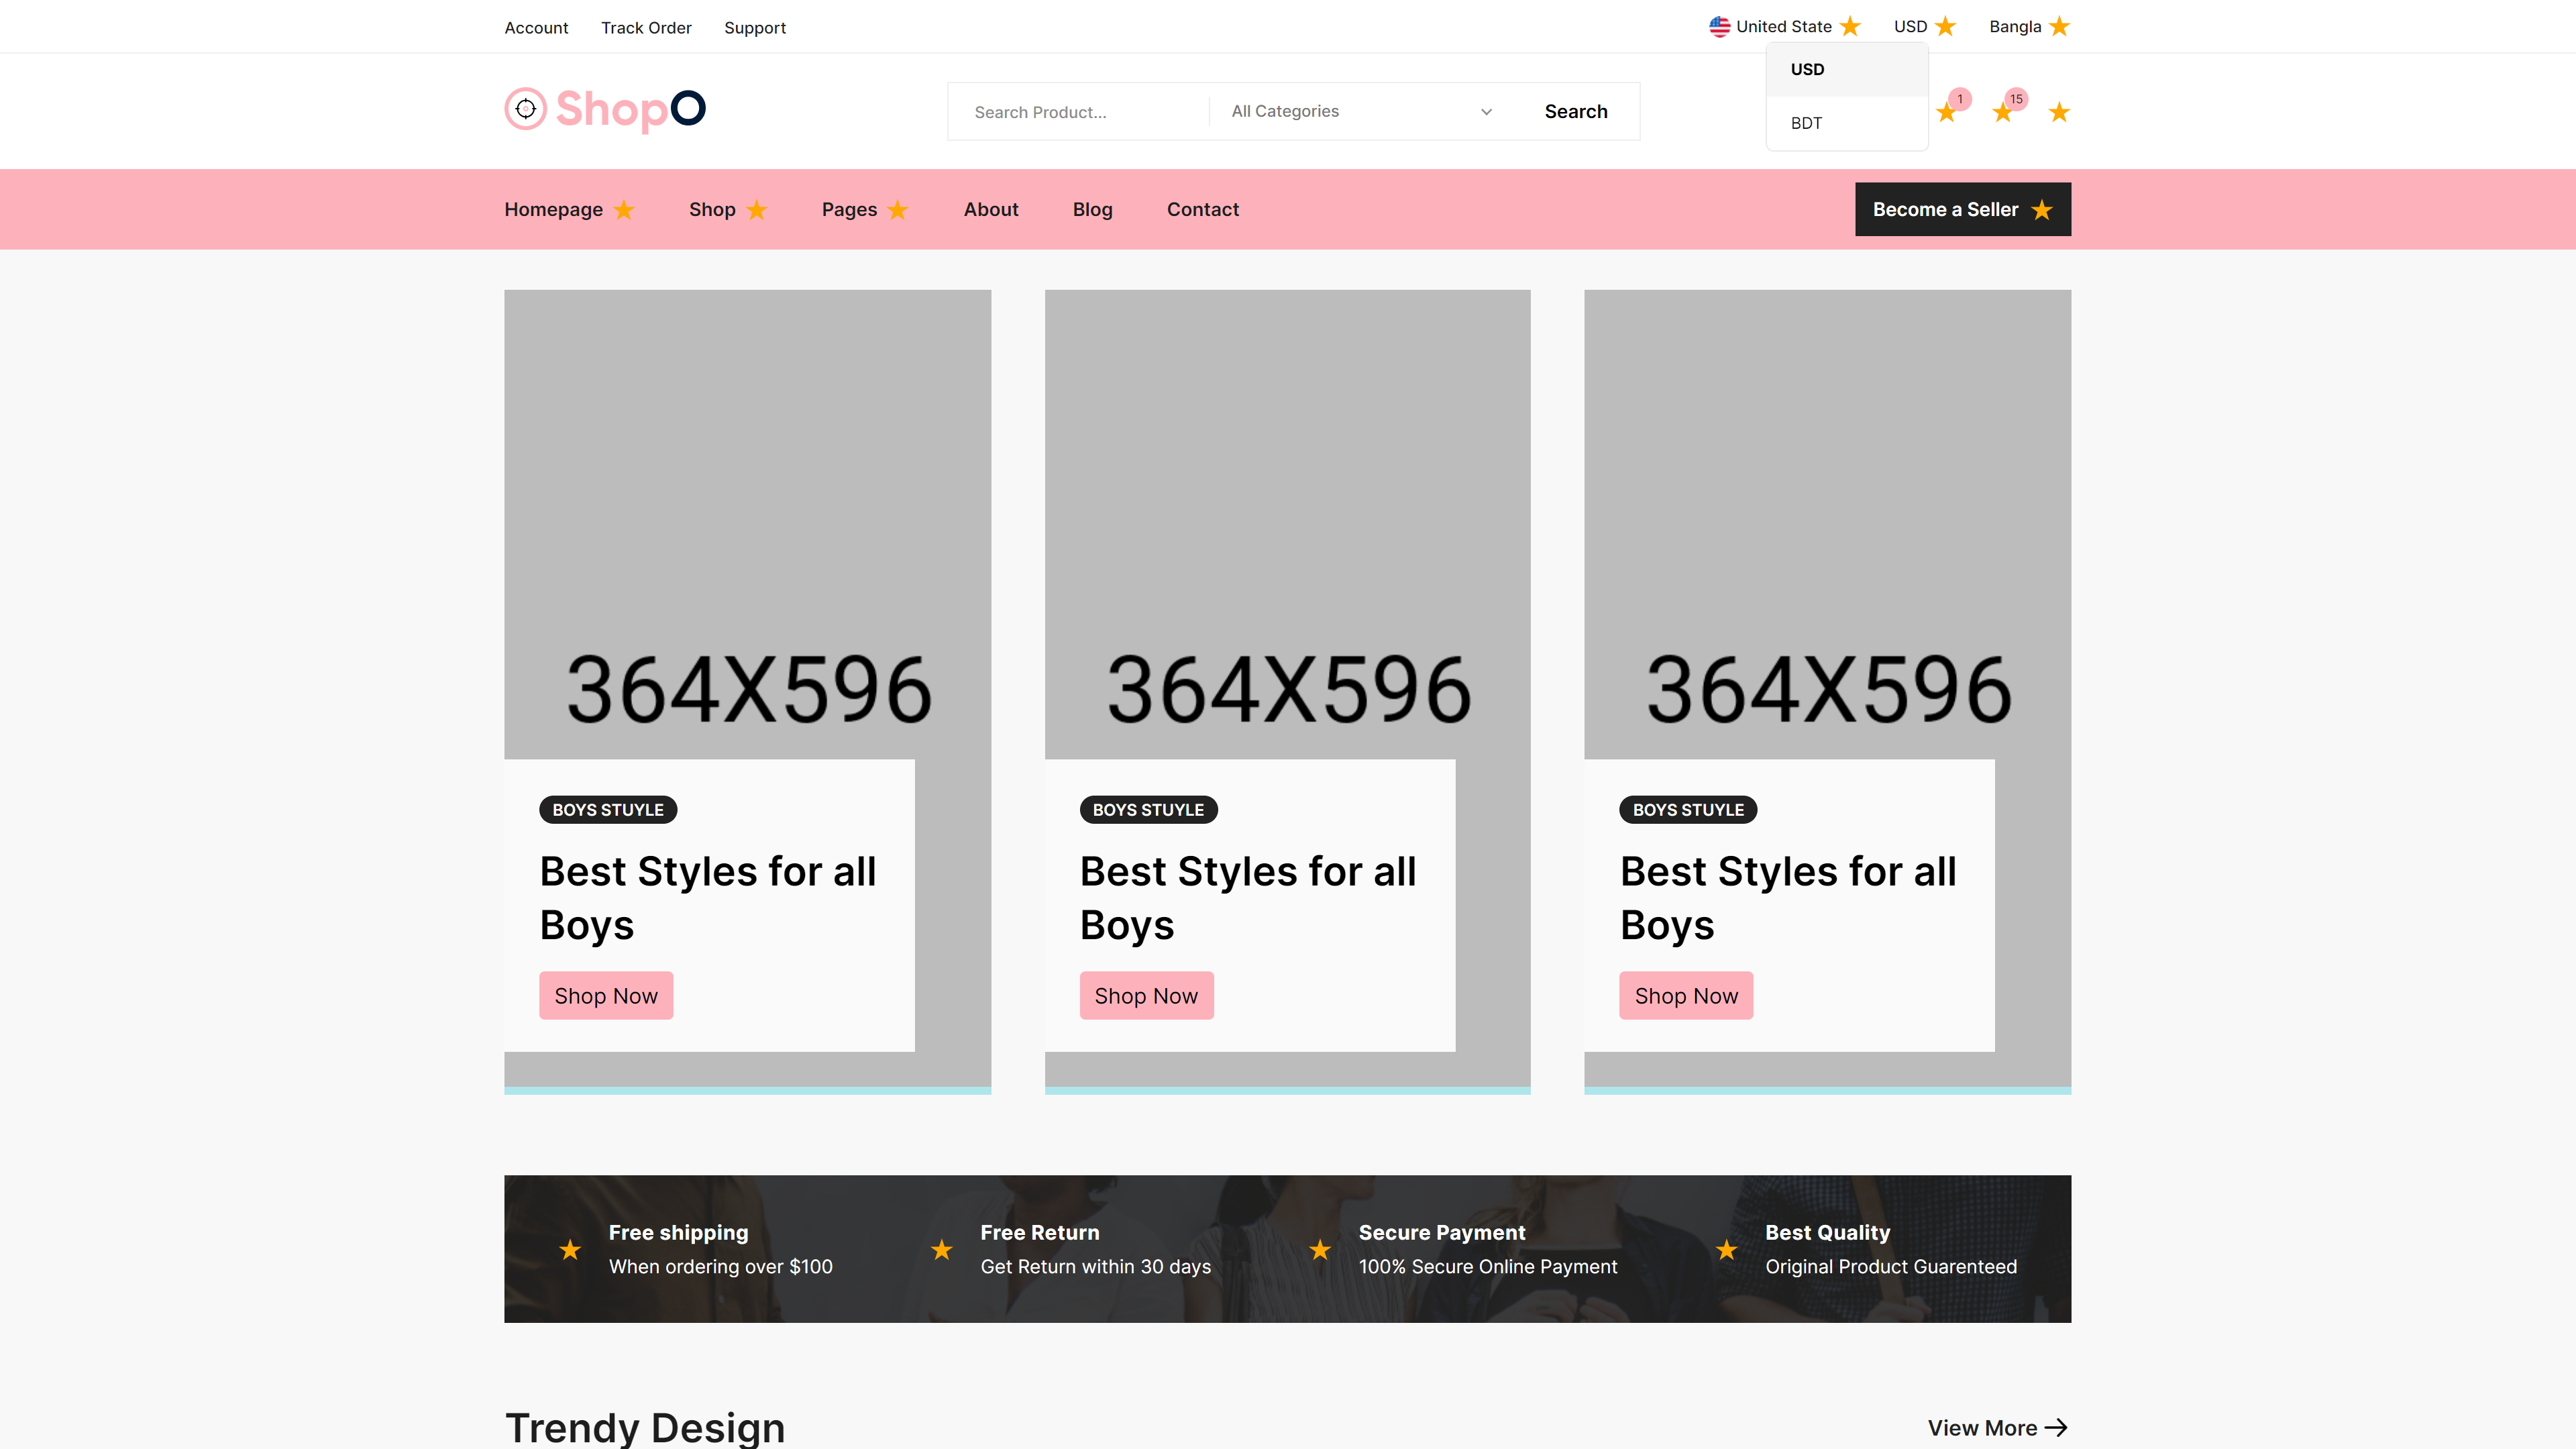 Account
Track Order
Support
United State
USD
Bangla
USD
BDT
ShopO
Search Product...
All Categories
Search
1
15
Homepage
Shop
Pages
About
Blog
Contact
Become a Seller
364X596
364X596
364X596
BOYS STUYLE
Best Styles for all
Boys
Shop Now
BOYS STUYLE
Best Styles for all
Boys
Shop Now
BOYS STUYLE
Best Styles for all
Boys
Shop Now
Free shipping
When ordering over $100
Free Return
Get Return within 30 days
Secure Payment
100% Secure Online Payment
Best Quality
Original Product Guarenteed
Trendy Design
View More